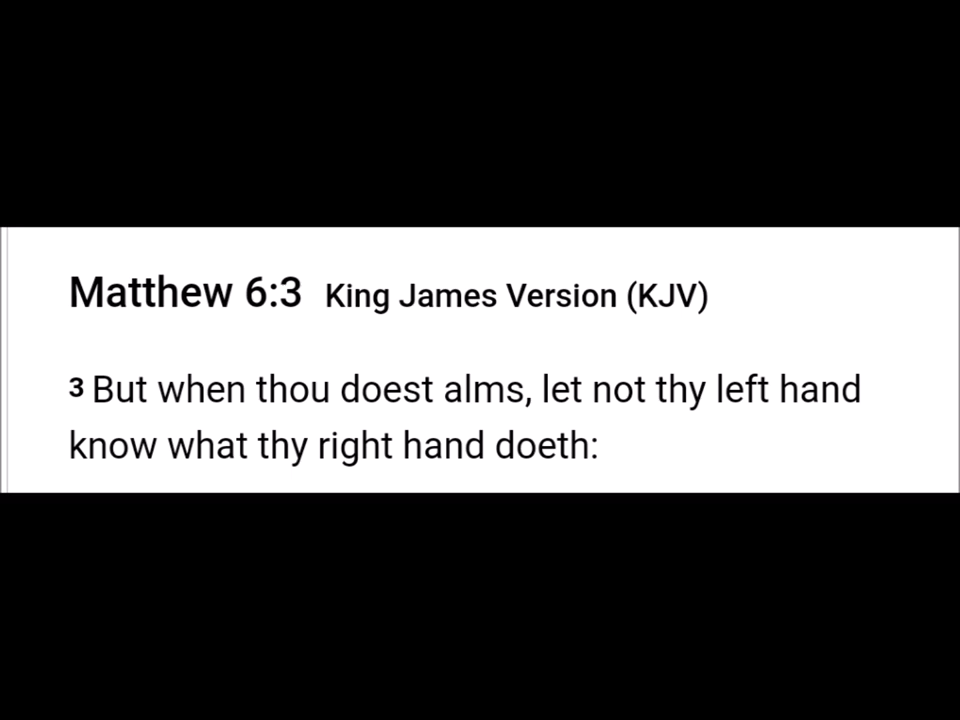 Matthew 6:3 King James Version (KJV)
3 But when thou doest alms, let not thy left hand
know what thy right hand doeth: